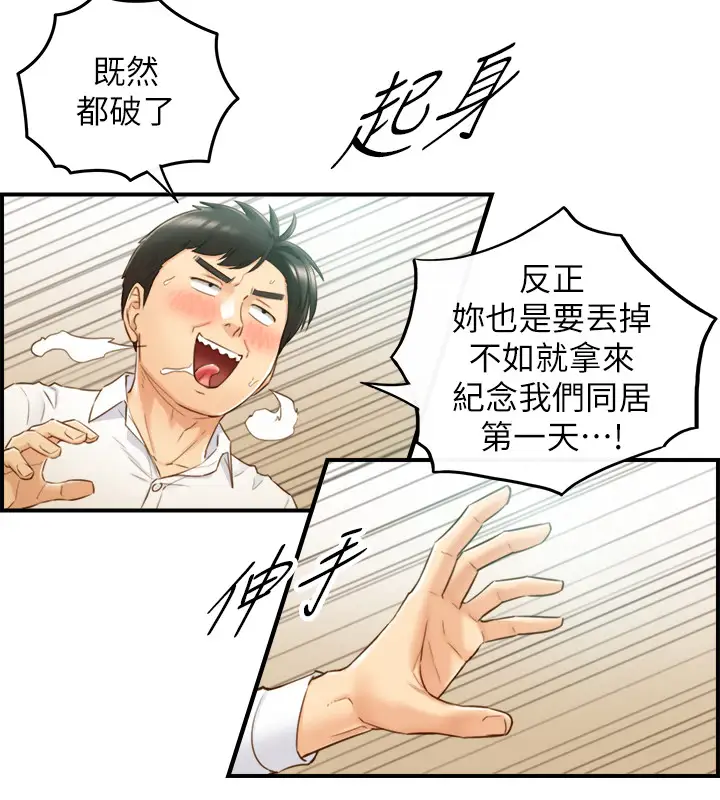 既然
都破了
起身
反正
妳也是要丟掉
不如就拿來
紀念我們同居
第一天…!
伸手